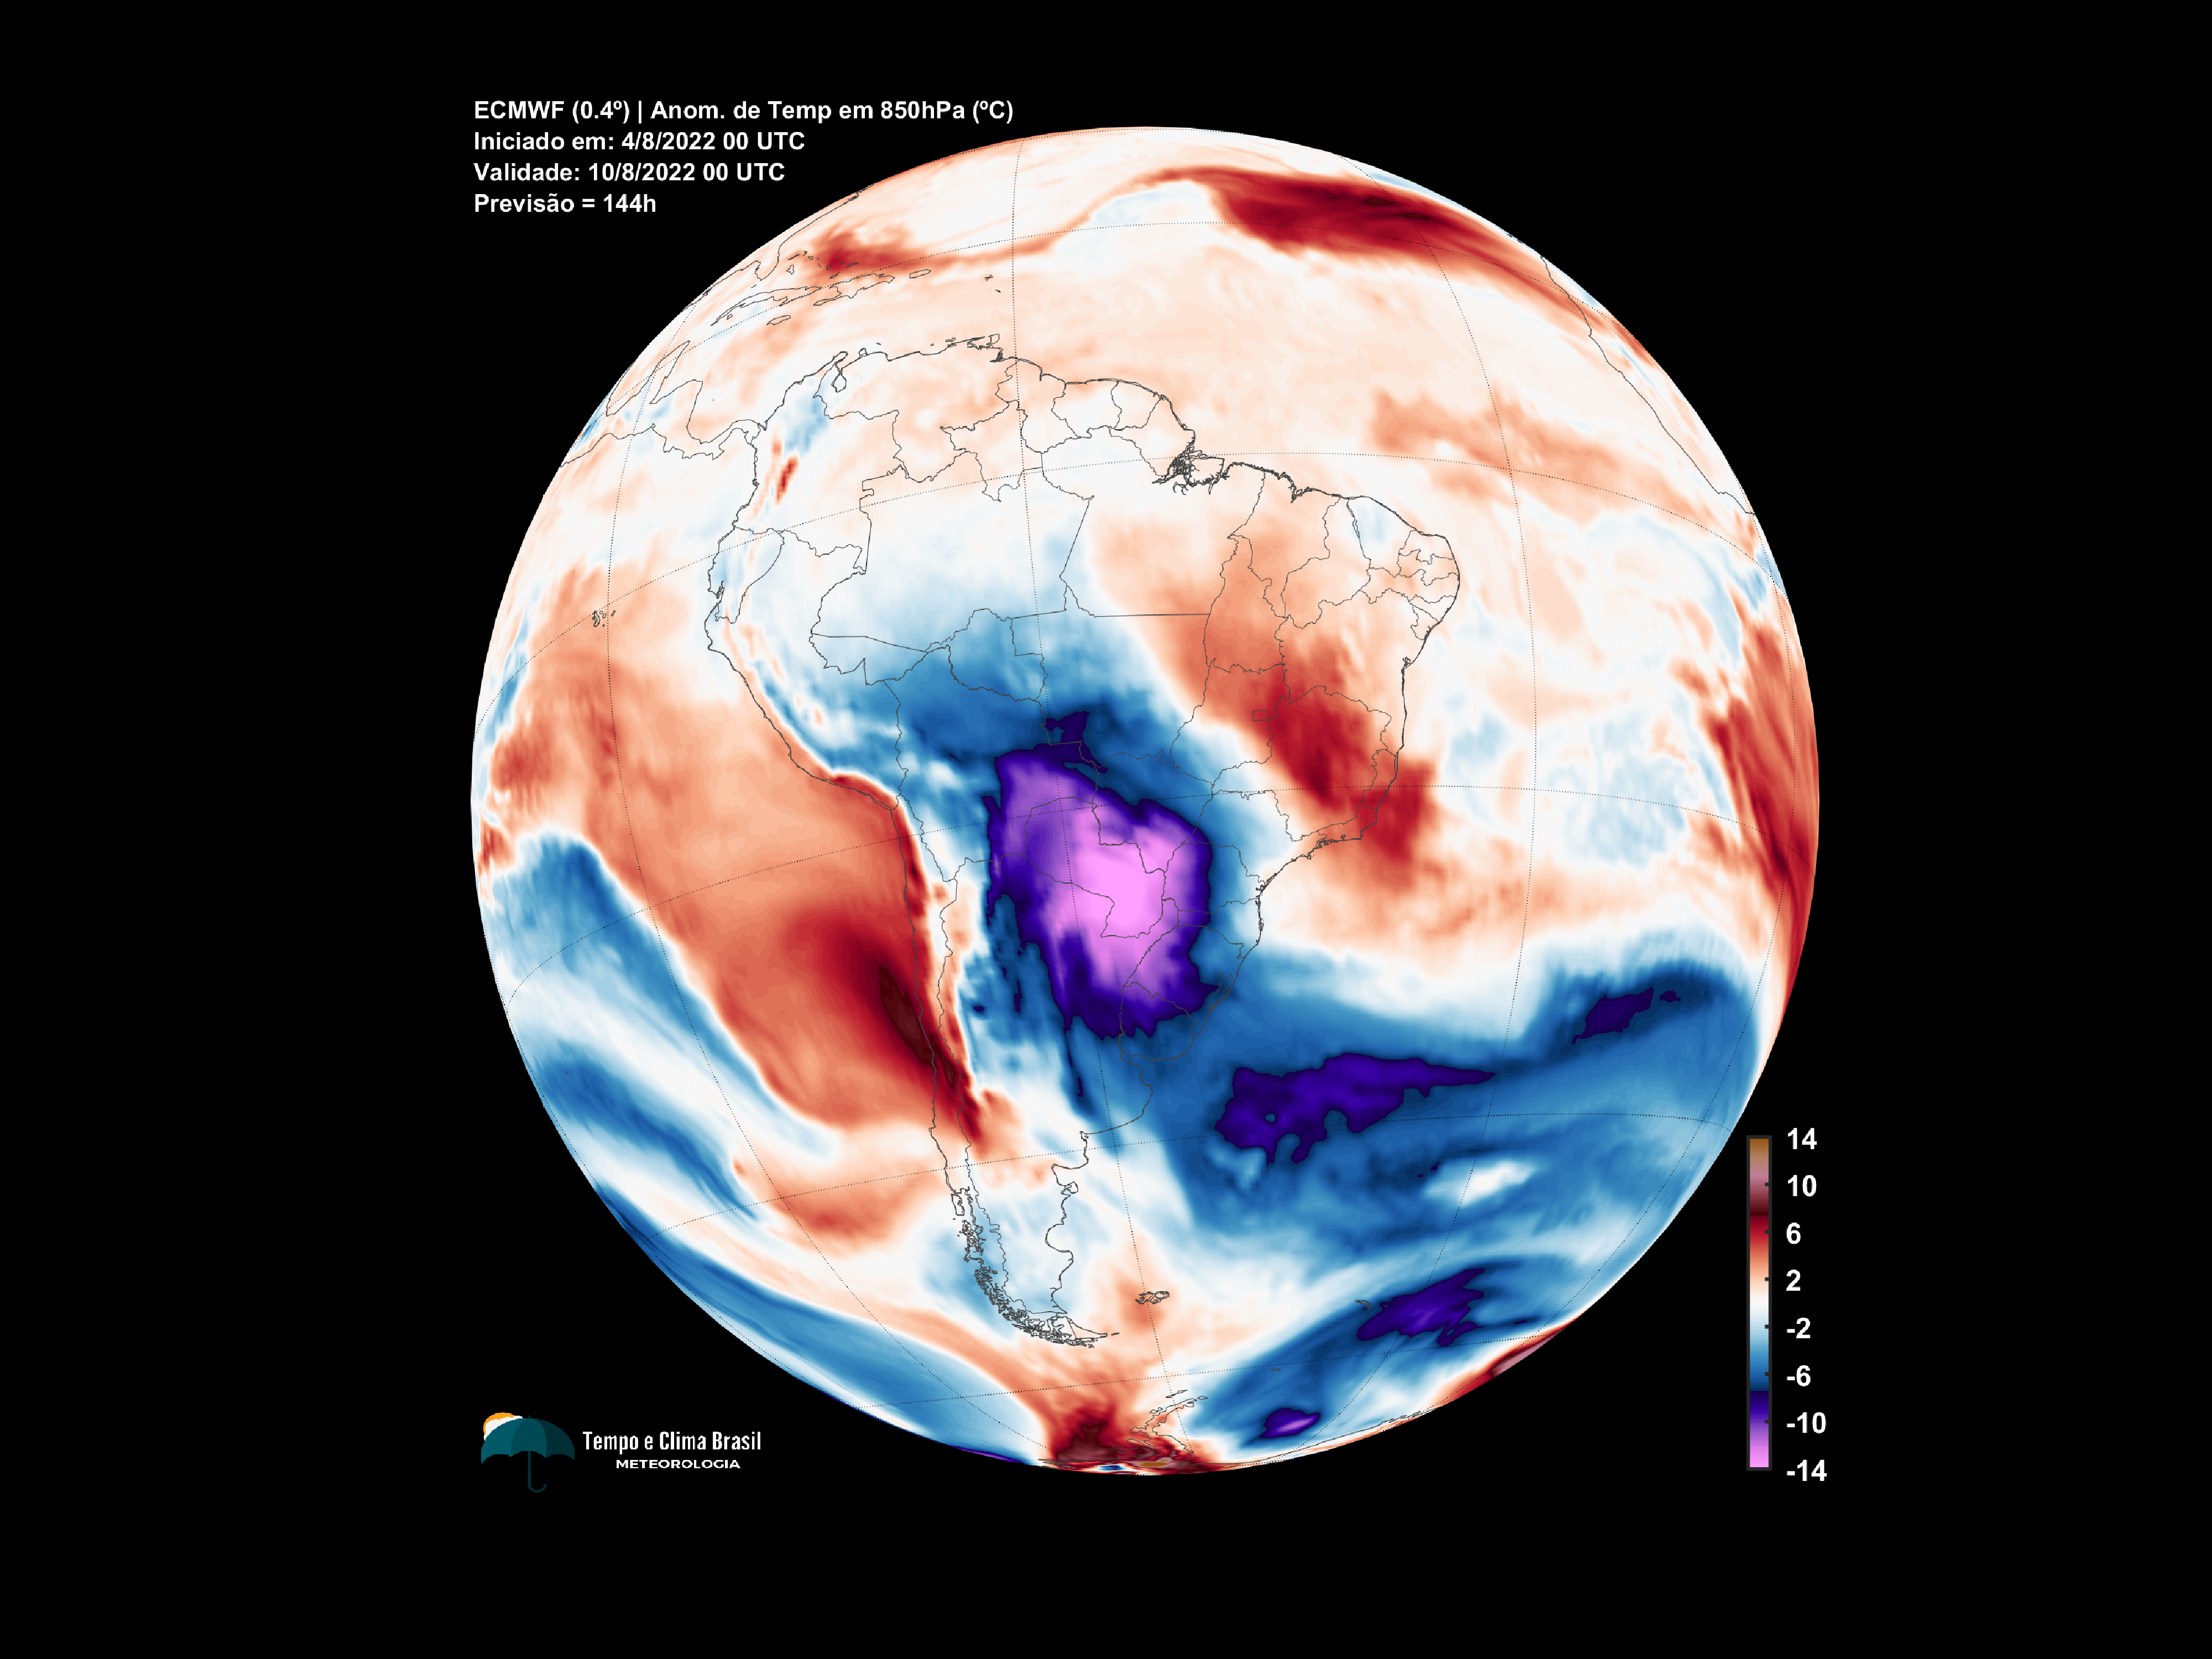 ECMWF (0.4º) | Anom. de Temp em 850hPa (ºC)
Iniciado em: 4/8/2022 00 UTC
Validade: 10/8/2022 00 UTC
Previsão = 144h
14
10
6
2
-2
-6
-10
-14
Tempo e Clima Brasil
METEOROLOGIA